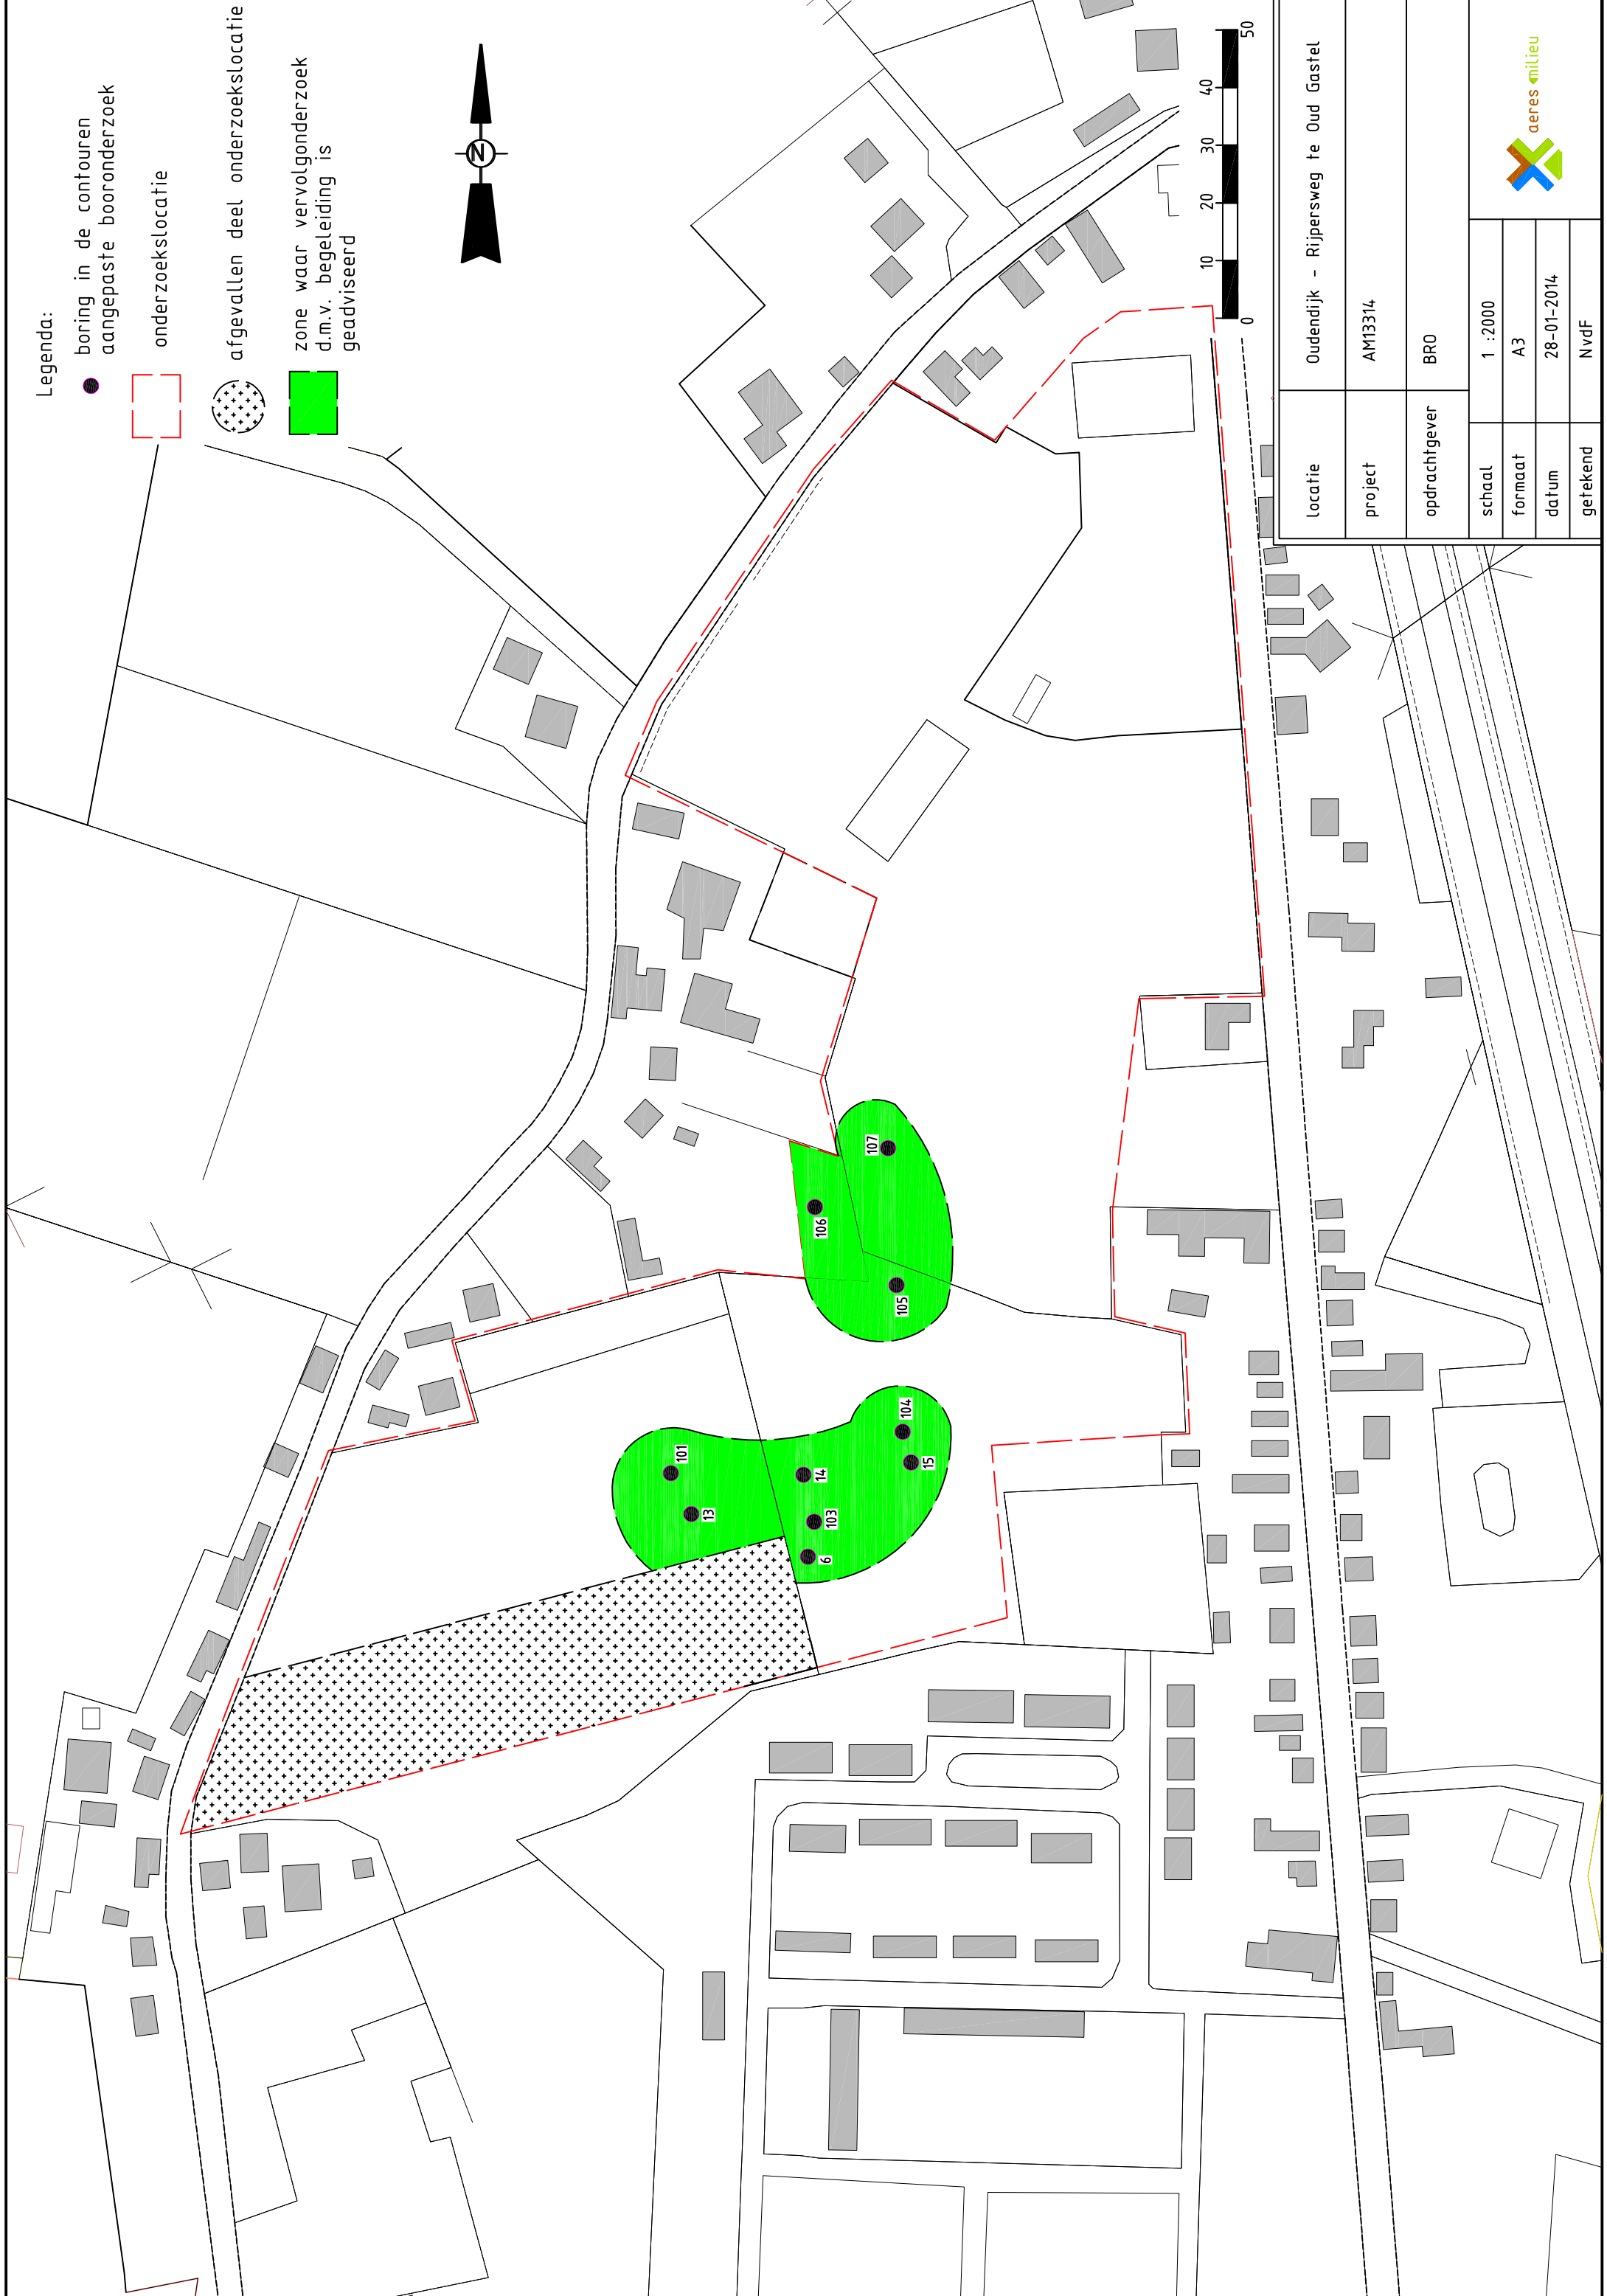 Legenda:
boring in de contouren
aangepaste booronderzoek
onderzoekslocatie
afgevallen deel onderzoekslocatie
zone waar vervolgonderzoek
d.m.v. begeleiding is
geadviseerd
N
101
13
14
103
6
104
15
106
105
107
0 10 20 30 40 50
locatie Oudendijk - Rijpersweg te Oud Gastel
project AM13314
opdrachtgever BRO
schaal 1 :2000
formaat A3
datum 28-01-2014
getekend NvdF
aeres milieu